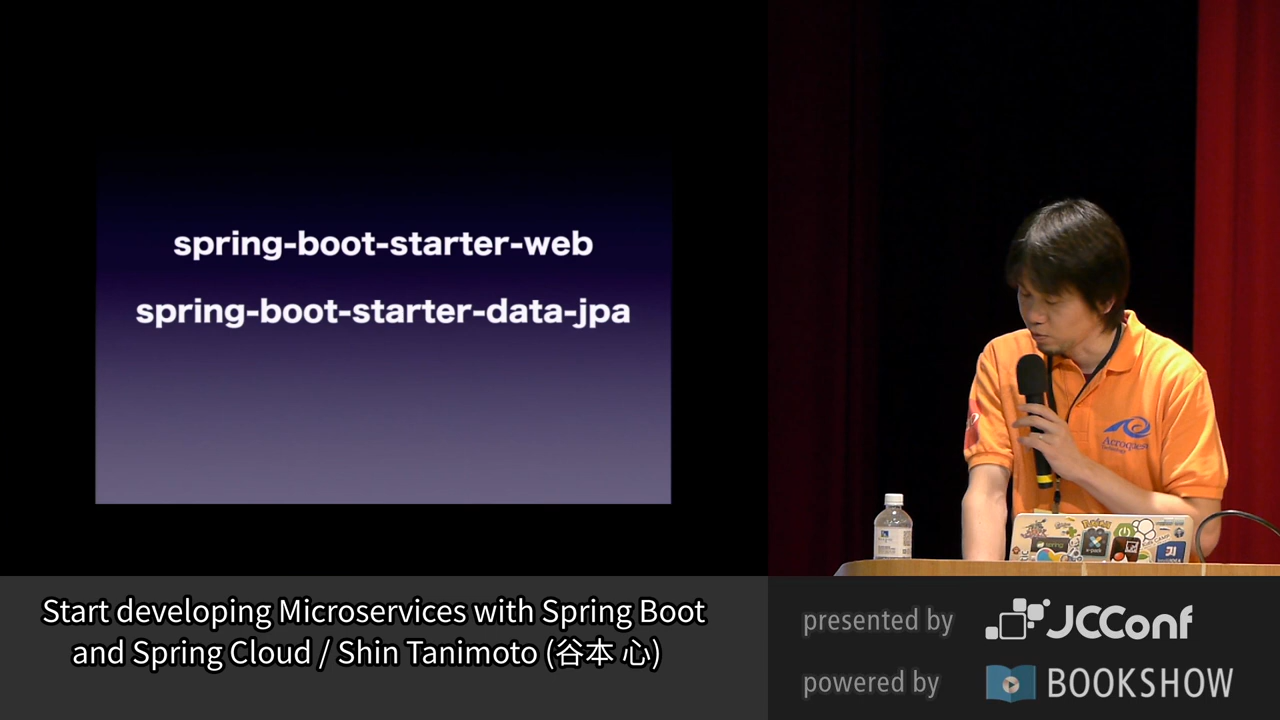 spring-boot-starter-web
spring-boot-starter-data-jpa
Start developing Microservices with Spring Boot
and Spring Cloud / Shin Tanimoto (谷本 心)
presented by JCConf
powered by BOOKSHOW
Acroquest